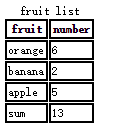 fruit list
fruit number
orange 6
banana 2
apple 5
sum 13